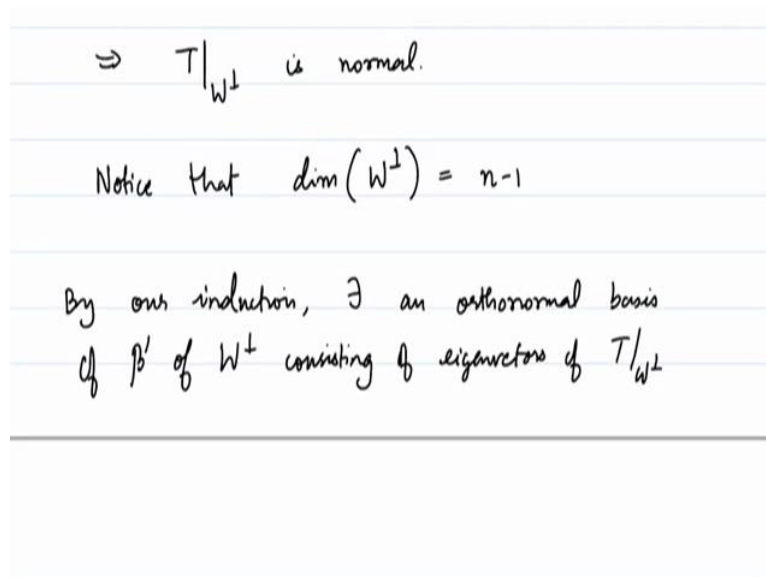 ⇒ T|_{W^⊥} is normal.
Notice that dim(W^⊥) = n-1
By our induction, ∃ an orthonormal basis
of β' of W^⊥ consisting of eigenvectors of T|_{W^⊥}